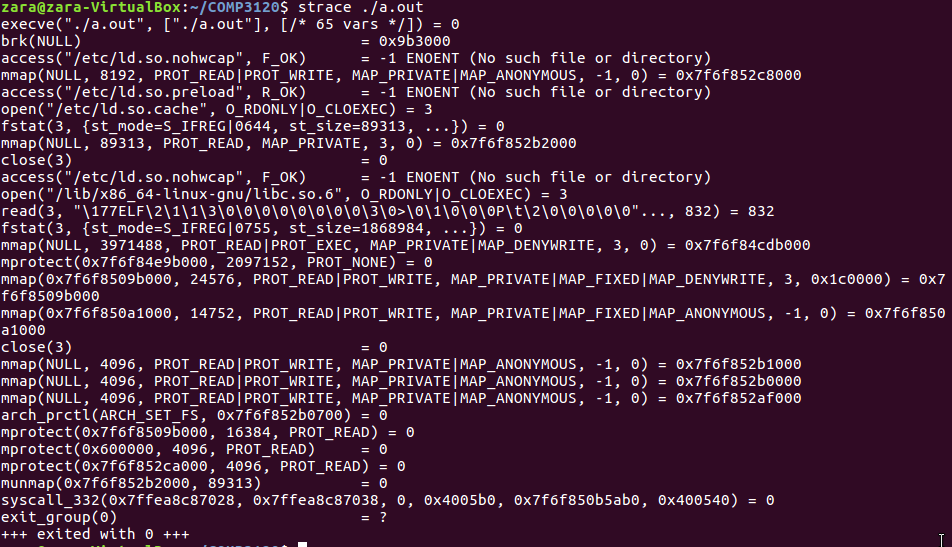 zara@zara-VirtualBox:~/COMP3120$ strace ./a.out
execve("./a.out", ["./a.out"], [/* 65 vars */]) = 0
brk(NULL)                               = 0x9b3000
access("/etc/ld.so.nohwcap", F_OK)      = -1 ENOENT (No such file or directory)
mmap(NULL, 8192, PROT_READ|PROT_WRITE, MAP_PRIVATE|MAP_ANONYMOUS, -1, 0) = 0x7f6f852c8000
access("/etc/ld.so.preload", R_OK)      = -1 ENOENT (No such file or directory)
open("/etc/ld.so.cache", O_RDONLY|O_CLOEXEC) = 3
fstat(3, {st_mode=S_IFREG|0644, st_size=89313, ...}) = 0
mmap(NULL, 89313, PROT_READ, MAP_PRIVATE, 3, 0) = 0x7f6f852b2000
close(3)                                = 0
access("/etc/ld.so.nohwcap", F_OK)      = -1 ENOENT (No such file or directory)
open("/lib/x86_64-linux-gnu/libc.so.6", O_RDONLY|O_CLOEXEC) = 3
read(3, "\177ELF\2\1\1\3\0\0\0\0\0\0\0\0\3\0>\0\1\0\0\0P\t\2\0\0\0\0\0"..., 832) = 832
fstat(3, {st_mode=S_IFREG|0755, st_size=1868984, ...}) = 0
mmap(NULL, 3971488, PROT_READ|PROT_EXEC, MAP_PRIVATE|MAP_DENYWRITE, 3, 0) = 0x7f6f84cdb000
mprotect(0x7f6f84e9b000, 2097152, PROT_NONE) = 0
mmap(0x7f6f8509b000, 24576, PROT_READ|PROT_WRITE, MAP_PRIVATE|MAP_FIXED|MAP_DENYWRITE, 3, 0x1c0000) = 0x7
f6f8509b000
mmap(0x7f6f850a1000, 14752, PROT_READ|PROT_WRITE, MAP_PRIVATE|MAP_FIXED|MAP_ANONYMOUS, -1, 0) = 0x7f6f850
a1000
close(3)                                = 0
mmap(NULL, 4096, PROT_READ|PROT_WRITE, MAP_PRIVATE|MAP_ANONYMOUS, -1, 0) = 0x7f6f852b1000
mmap(NULL, 4096, PROT_READ|PROT_WRITE, MAP_PRIVATE|MAP_ANONYMOUS, -1, 0) = 0x7f6f852b0000
mmap(NULL, 4096, PROT_READ|PROT_WRITE, MAP_PRIVATE|MAP_ANONYMOUS, -1, 0) = 0x7f6f852af000
arch_prctl(ARCH_SET_FS, 0x7f6f852b0700) = 0
mprotect(0x7f6f8509b000, 16384, PROT_READ) = 0
mprotect(0x600000, 4096, PROT_READ)     = 0
mprotect(0x7f6f852ca000, 4096, PROT_READ) = 0
munmap(0x7f6f852b2000, 89313)           = 0
syscall_332(0x7ffea8c87028, 0x7ffea8c87038, 0, 0x4005b0, 0x7f6f850b5ab0, 0x400540) = 0
exit_group(0)                           = ?
+++ exited with 0 +++